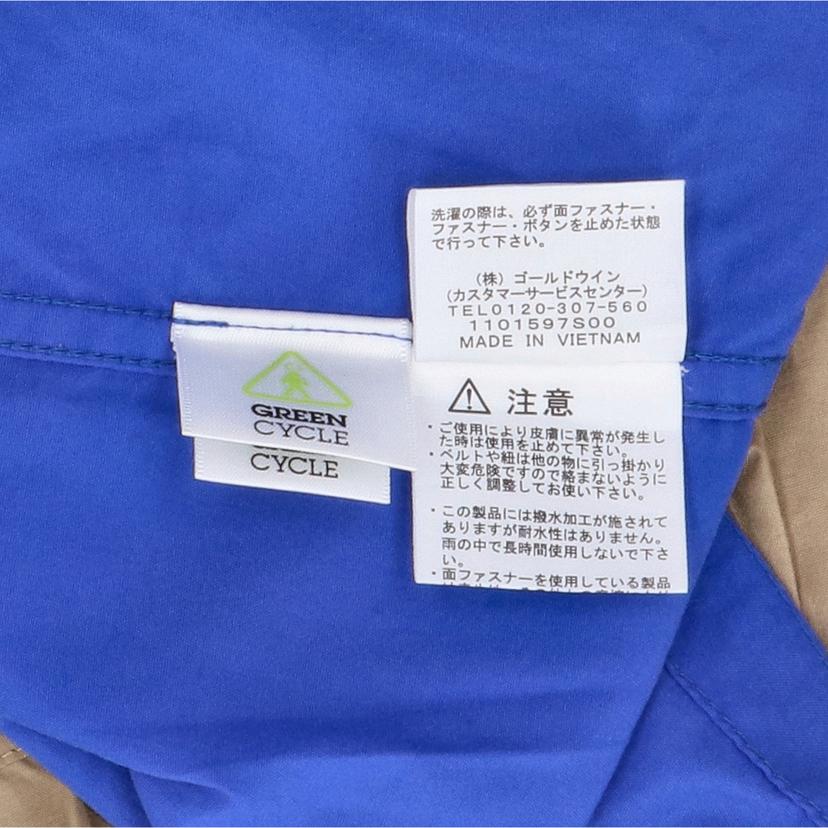 洗濯の際は、必ず面ファスナー・
ファスナー・ボタンを止めた状態
で行って下さい。
(株) ゴールドウイン
(カスタマーサービスセンター)
TEL0120-307-560
1101597S00
MADE IN VIETNAM
GREEN
CYCLE
CYCLE
注意
・ご使用により皮膚に異常が発生し
た時は使用を止めて下さい。
・ベルトや紐は他の物に引っ掛かり
大変危険ですので絡まないように
正しく調整してお使い下さい。
・この製品には撥水加工が施されて
ありますが耐水性はありません。
雨の中で長時間使用しないで下さ
い。
・面ファスナーを使用している製品